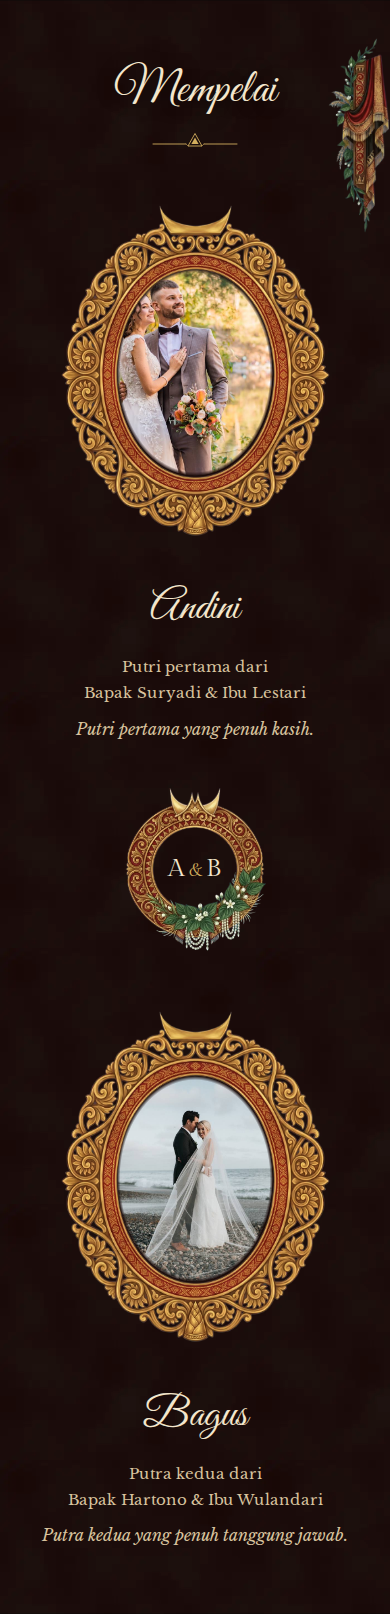 Mempelai
Andini
Putri pertama dari
Bapak Suryadi & Ibu Lestari
Putri pertama yang penuh kasih.
A & B
Bagus
Putra kedua dari
Bapak Hartono & Ibu Wulandari
Putra kedua yang penuh tanggung jawab.